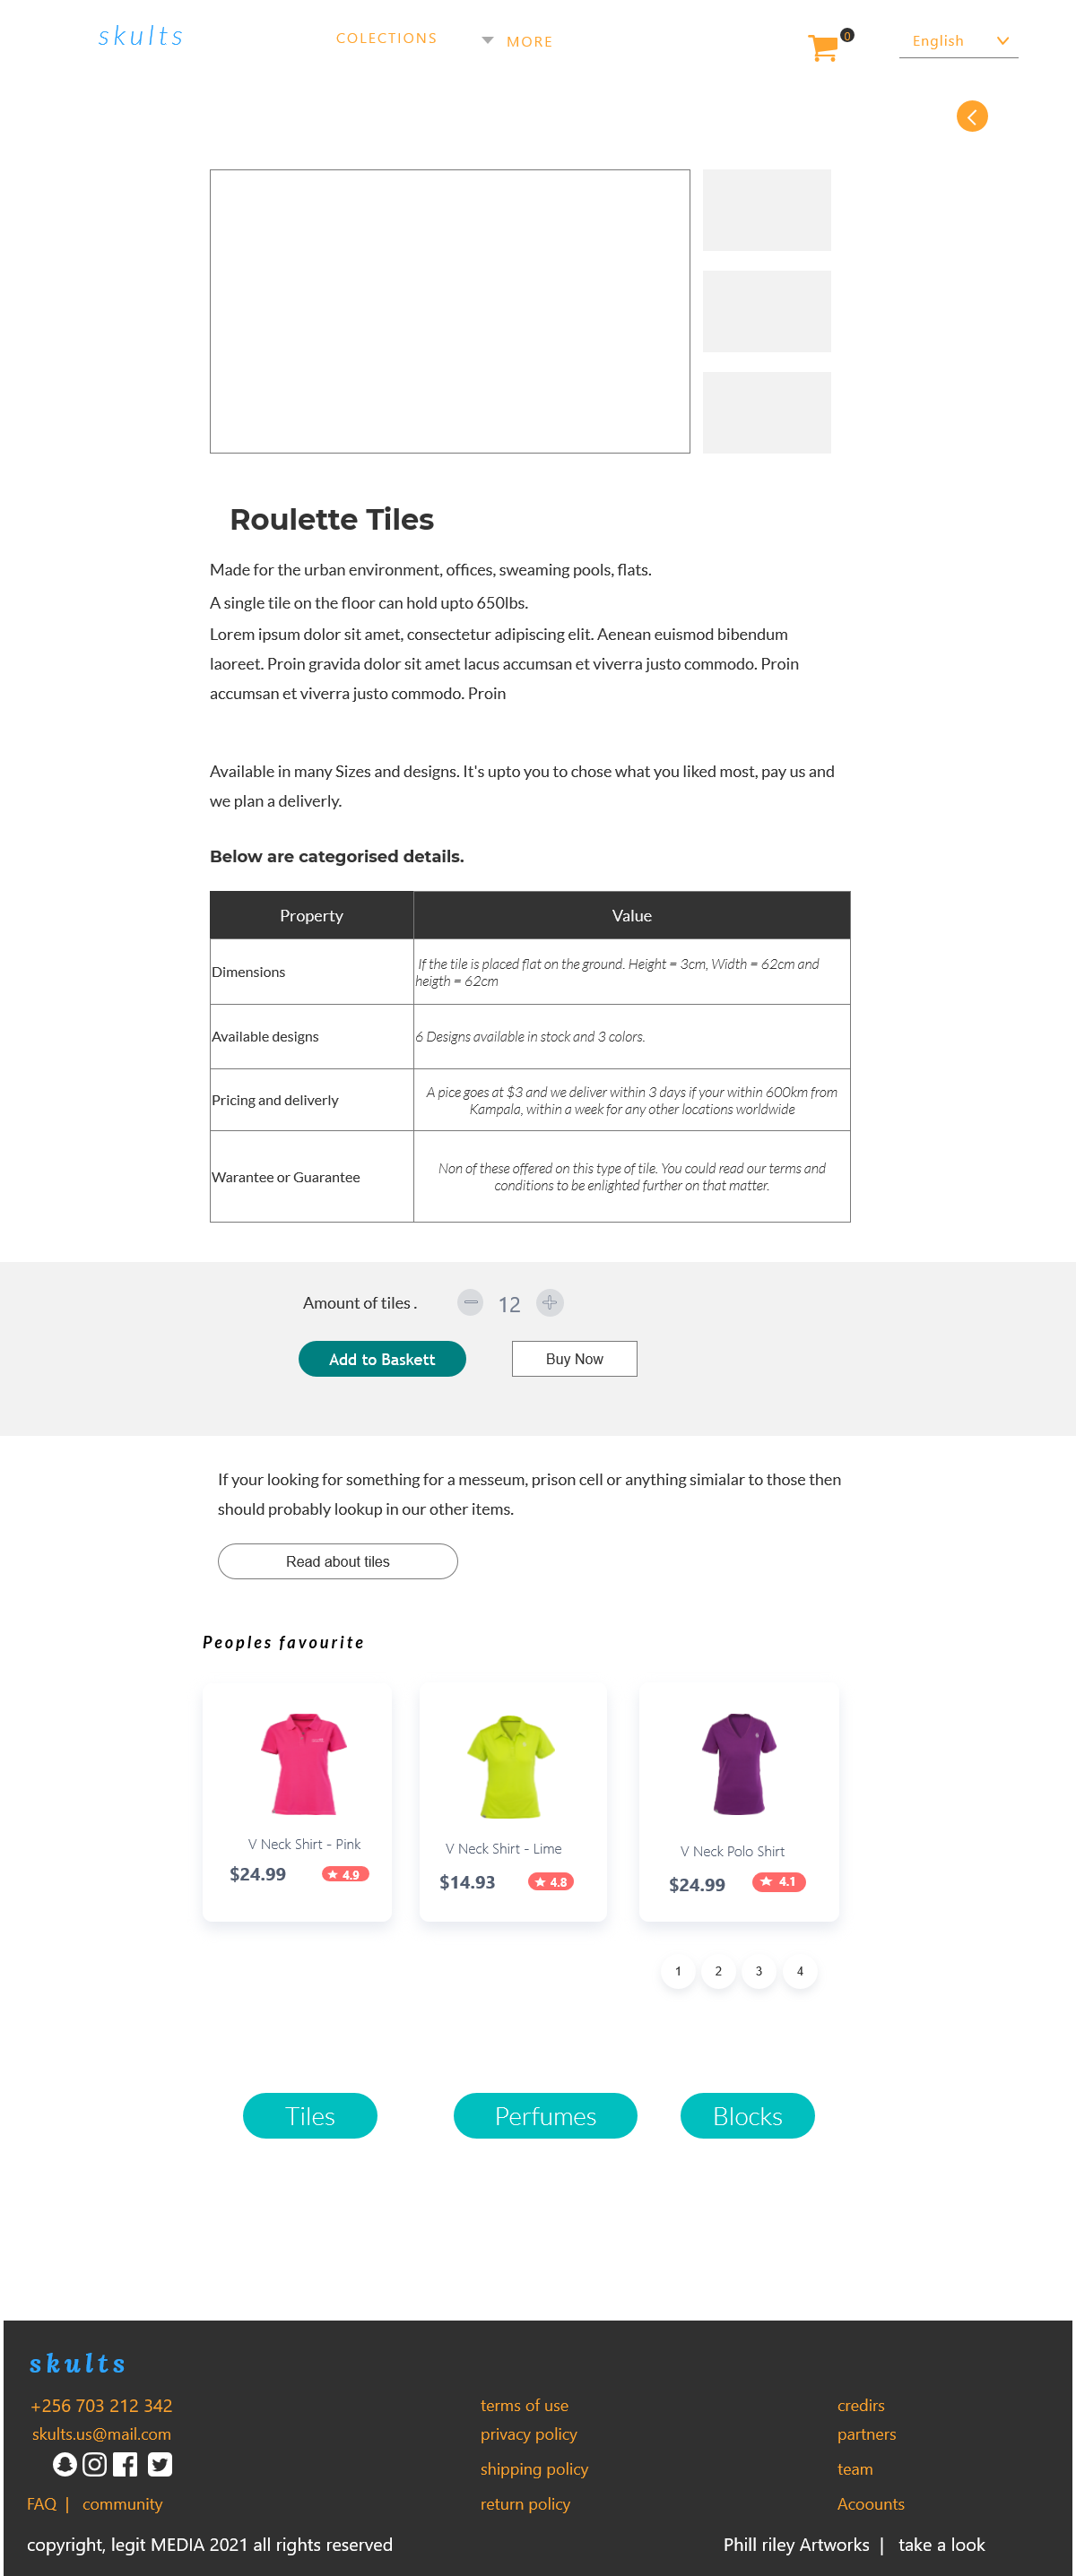 skults
COLECTIONS
MORE
0
English
Roulette Tiles
Made for the urban environment, offices, sweaming pools, flats.
A single tile on the floor can hold upto 650lbs.
Lorem ipsum dolor sit amet, consectetur adipiscing elit. Aenean euismod bibendum
laoreet. Proin gravida dolor sit amet lacus accumsan et viverra justo commodo. Proin
accumsan et viverra justo commodo. Proin
Available in many Sizes and designs. It's upto you to chose what you liked most, pay us and
we plan a deliverly.
Below are categorised details.
Property
Value
Dimensions
If the tile is placed flat on the ground. Height = 3cm, Width = 62cm and
heigth = 62cm
Available designs
6 Designs available in stock and 3 colors.
Pricing and deliverly
A pice goes at $3 and we deliver within 3 days if your within 600km from
Kampala, within a week for any other locations worldwide
Warantee or Guarantee
Non of these offered on this type of tile. You could read our terms and
conditions to be enlighted further on that matter.
Amount of tiles .
12
Add to Baskett
Buy Now
If your looking for something for a messeum, prison cell or anything simialar to those then
should probably lookup in our other items.
Read about tiles
Peoples favourite
V Neck Shirt - Pink
$24.99
4.9
V Neck Shirt - Lime
$14.93
4.8
V Neck Polo Shirt
$24.99
4.1
1
2
3
4
Tiles
Perfumes
Blocks
skults
+256 703 212 342
skults.us@mail.com
FAQ | community
terms of use
privacy policy
shipping policy
return policy
credirs
partners
team
Acoounts
copyright, legit MEDIA 2021 all rights reserved
Phill riley Artworks | take a look